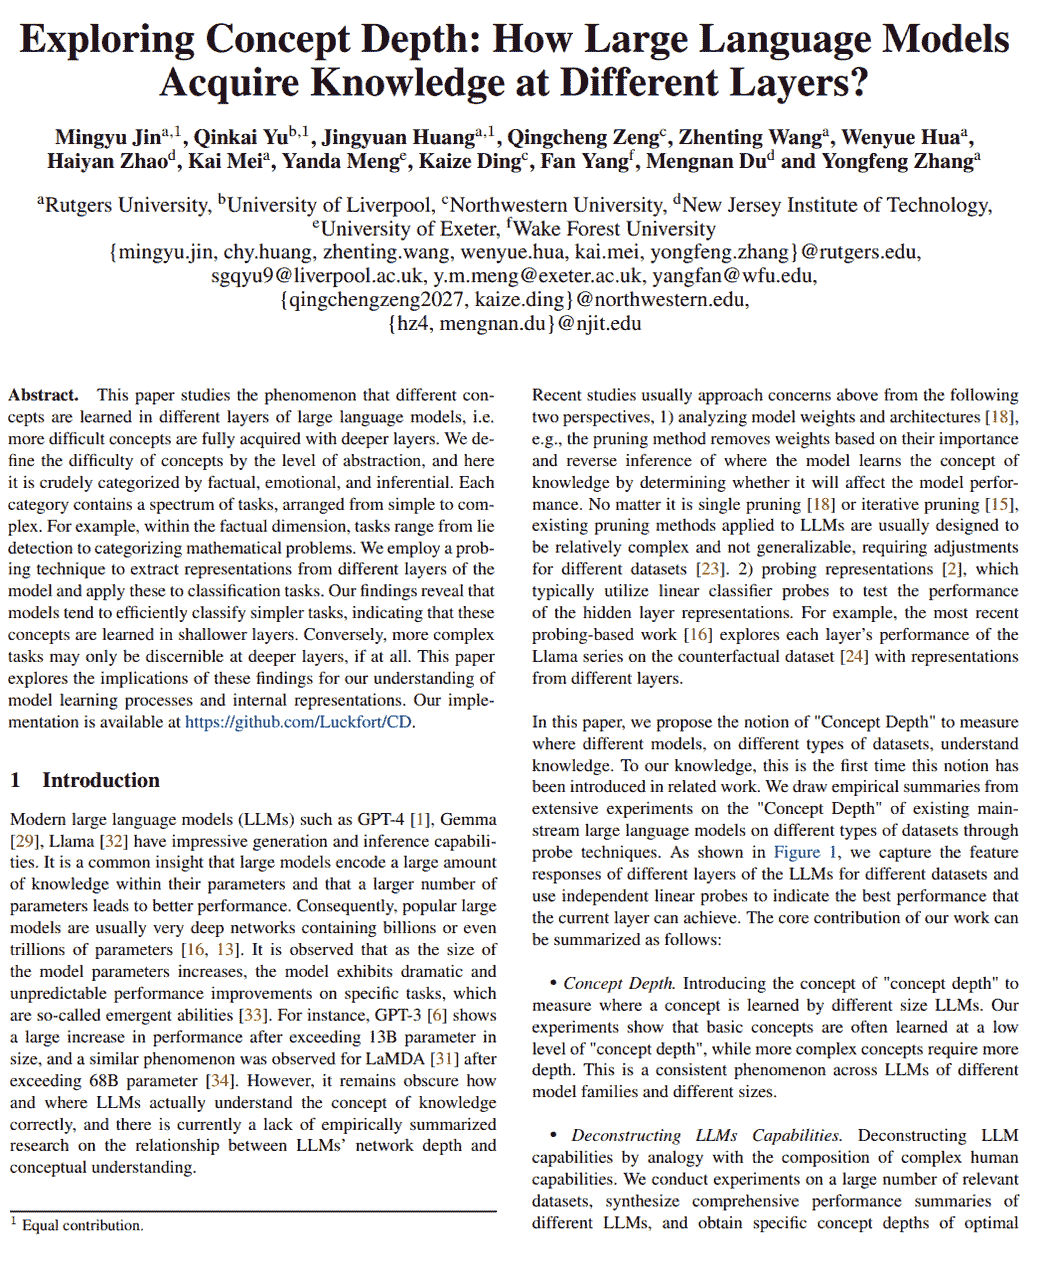 Exploring Concept Depth: How Large Language Models
Acquire Knowledge at Different Layers?
Mingyu Jina,1, Qinkai Yub,1, Jingyuan Huanga,1, Qingcheng Zengc, Zhenting Wanga, Wenyue Huaa,
Haiyan Zhaod, Kai Meia, Yanda Menge, Kaize Dingc, Fan Yangf, Mengnan Dud and Yongfeng Zhanga
aRutgers University, bUniversity of Liverpool, cNorthwestern University, dNew Jersey Institute of Technology,
eUniversity of Exeter, fWake Forest University
{mingyu.jin, chy.huang, zhenting.wang, wenyue.hua, kai.mei, yongfeng.zhang}@rutgers.edu,
sgqyu9@liverpool.ac.uk, y.m.meng@exeter.ac.uk, yangfan@wfu.edu,
{qingchengzeng2027, kaize.ding}@northwestern.edu,
{hz4, mengnan.du}@njit.edu
Abstract. This paper studies the phenomenon that different con-
cepts are learned in different layers of large language models, i.e.
more difficult concepts are fully acquired with deeper layers. We de-
fine the difficulty of concepts by the level of abstraction, and here
it is crudely categorized by factual, emotional, and inferential. Each
category contains a spectrum of tasks, arranged from simple to com-
plex. For example, within the factual dimension, tasks range from lie
detection to categorizing mathematical problems. We employ a prob-
ing technique to extract representations from different layers of the
model and apply these to classification tasks. Our findings reveal that
models tend to efficiently classify simpler tasks, indicating that these
concepts are learned in shallower layers. Conversely, more complex
tasks may only be discernible at deeper layers, if at all. This paper
explores the implications of these findings for our understanding of
model learning processes and internal representations. Our imple-
mentation is available at https://github.com/Luckfort/CD.
1 Introduction
Modern large language models (LLMs) such as GPT-4 [1], Gemma
[29], Llama [32] have impressive generation and inference capabili-
ties. It is a common insight that large models encode a large amount
of knowledge within their parameters and that a larger number of
parameters leads to better performance. Consequently, popular large
models are usually very deep networks containing billions or even
trillions of parameters [16, 13]. It is observed that as the size of
the model parameters increases, the model exhibits dramatic and
unpredictable performance improvements on specific tasks, which
are so-called emergent abilities [33]. For instance, GPT-3 [6] shows
a large increase in performance after exceeding 13B parameter in
size, and a similar phenomenon was observed for LaMDA [31] after
exceeding 68B parameter [34]. However, it remains obscure how
and where LLMs actually understand the concept of knowledge
correctly, and there is currently a lack of empirically summarized
research on the relationship between LLMs' network depth and
conceptual understanding.
1 Equal contribution.
Recent studies usually approach concerns above from the following
two perspectives, 1) analyzing model weights and architectures [18],
e.g., the pruning method removes weights based on their importance
and reverse inference of where the model learns the concept of
knowledge by determining whether it will affect the model perfor-
mance. No matter it is single pruning [18] or iterative pruning [15],
existing pruning methods applied to LLMs are usually designed to
be relatively complex and not generalizable, requiring adjustments
for different datasets [23]. 2) probing representations [2], which
typically utilize linear classifier probes to test the performance
of the hidden layer representations. For example, the most recent
probing-based work [16] explores each layer's performance of the
Llama series on the counterfactual dataset [24] with representations
from different layers.
In this paper, we propose the notion of "Concept Depth" to measure
where different models, on different types of datasets, understand
knowledge. To our knowledge, this is the first time this notion has
been introduced in related work. We draw empirical summaries from
extensive experiments on the "Concept Depth" of existing main-
stream large language models on different types of datasets through
probe techniques. As shown in Figure 1, we capture the feature
responses of different layers of the LLMs for different datasets and
use independent linear probes to indicate the best performance that
the current layer can achieve. The core contribution of our work can
be summarized as follows:
• Concept Depth. Introducing the concept of "concept depth" to
measure where a concept is learned by different size LLMs. Our
experiments show that basic concepts are often learned at a low
level of "concept depth", while more complex concepts require more
depth. This is a consistent phenomenon across LLMs of different
model families and different sizes.
• Deconstructing LLMs Capabilities. Deconstructing LLM
capabilities by analogy with the composition of complex human
capabilities. We conduct experiments on a large number of relevant
datasets, synthesize comprehensive performance summaries of
different LLMs, and obtain specific concept depths of optimal